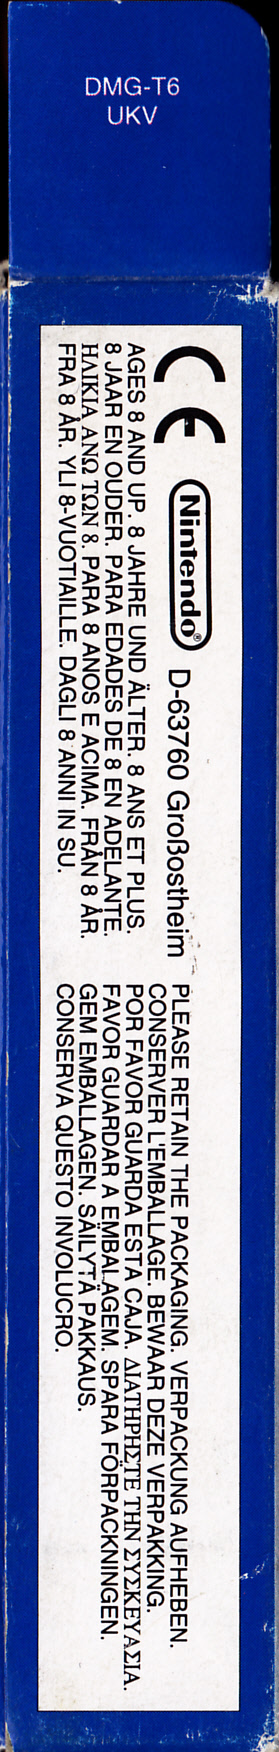 DMG-T6
UKV
CE Nintendo® D-63760 Großostheim
AGES 8 AND UP. 8 JAHRE UND ÄLTER. 8 ANS ET PLUS.
8 JAAR EN OUDER. PARA EDADES DE 8 EN ADELANTE.
ΗΛΙΚΙΑ ΑΝΩ ΤΩΝ 8. PARA 8 ANOS E ACIMA. FRÅN 8 ÅR.
FRA 8 ÅR. YLI 8-VUOTIAILLE. DAGLI 8 ANNI IN SU.
PLEASE RETAIN THE PACKAGING. VERPACKUNG AUFHEBEN.
CONSERVER L'EMBALLAGE. BEWAAR DEZE VERPAKKING.
POR FAVOR GUARDA ESTA CAJA. ΔΙΑΤΗΡΗΣΤΕ ΤΗΝ ΣΥΣΚΕΥΑΣΙΑ.
FAVOR GUARDAR A EMBALAGEM. SPARA FÖRPACKNINGEN.
GEM EMBALLAGEN. SÄILYTÄ PAKKAUS.
CONSERVA QUESTO INVOLUCRO.